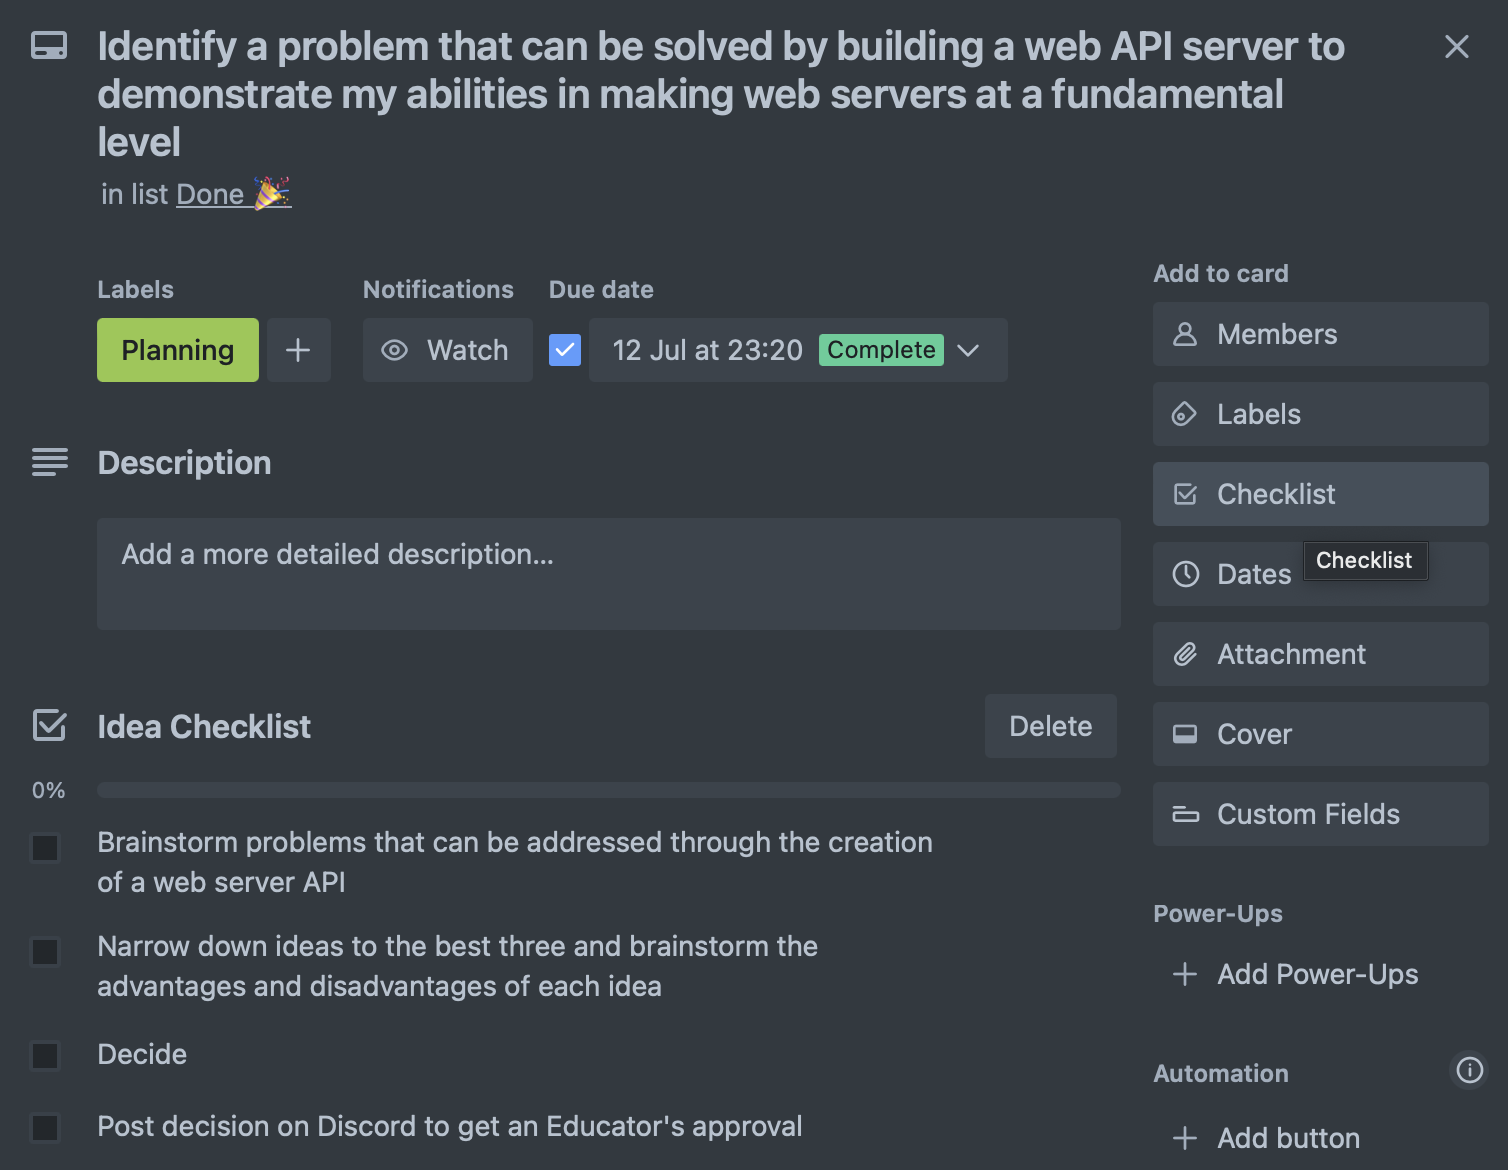 Identify a problem that can be solved by building a web API server to
demonstrate my abilities in making web servers at a fundamental
level
in list Done 🎉
Labels
Planning
Notifications
Watch
Due date
12 Jul at 23:20 Complete
Description
Add a more detailed description...
Idea Checklist
Delete
0%
Brainstorm problems that can be addressed through the creation
of a web server API
Narrow down ideas to the best three and brainstorm the
advantages and disadvantages of each idea
Decide
Post decision on Discord to get an Educator's approval
Add to card
Members
Labels
Checklist
Checklist
Dates
Attachment
Cover
Custom Fields
Power-Ups
Add Power-Ups
Automation
Add button